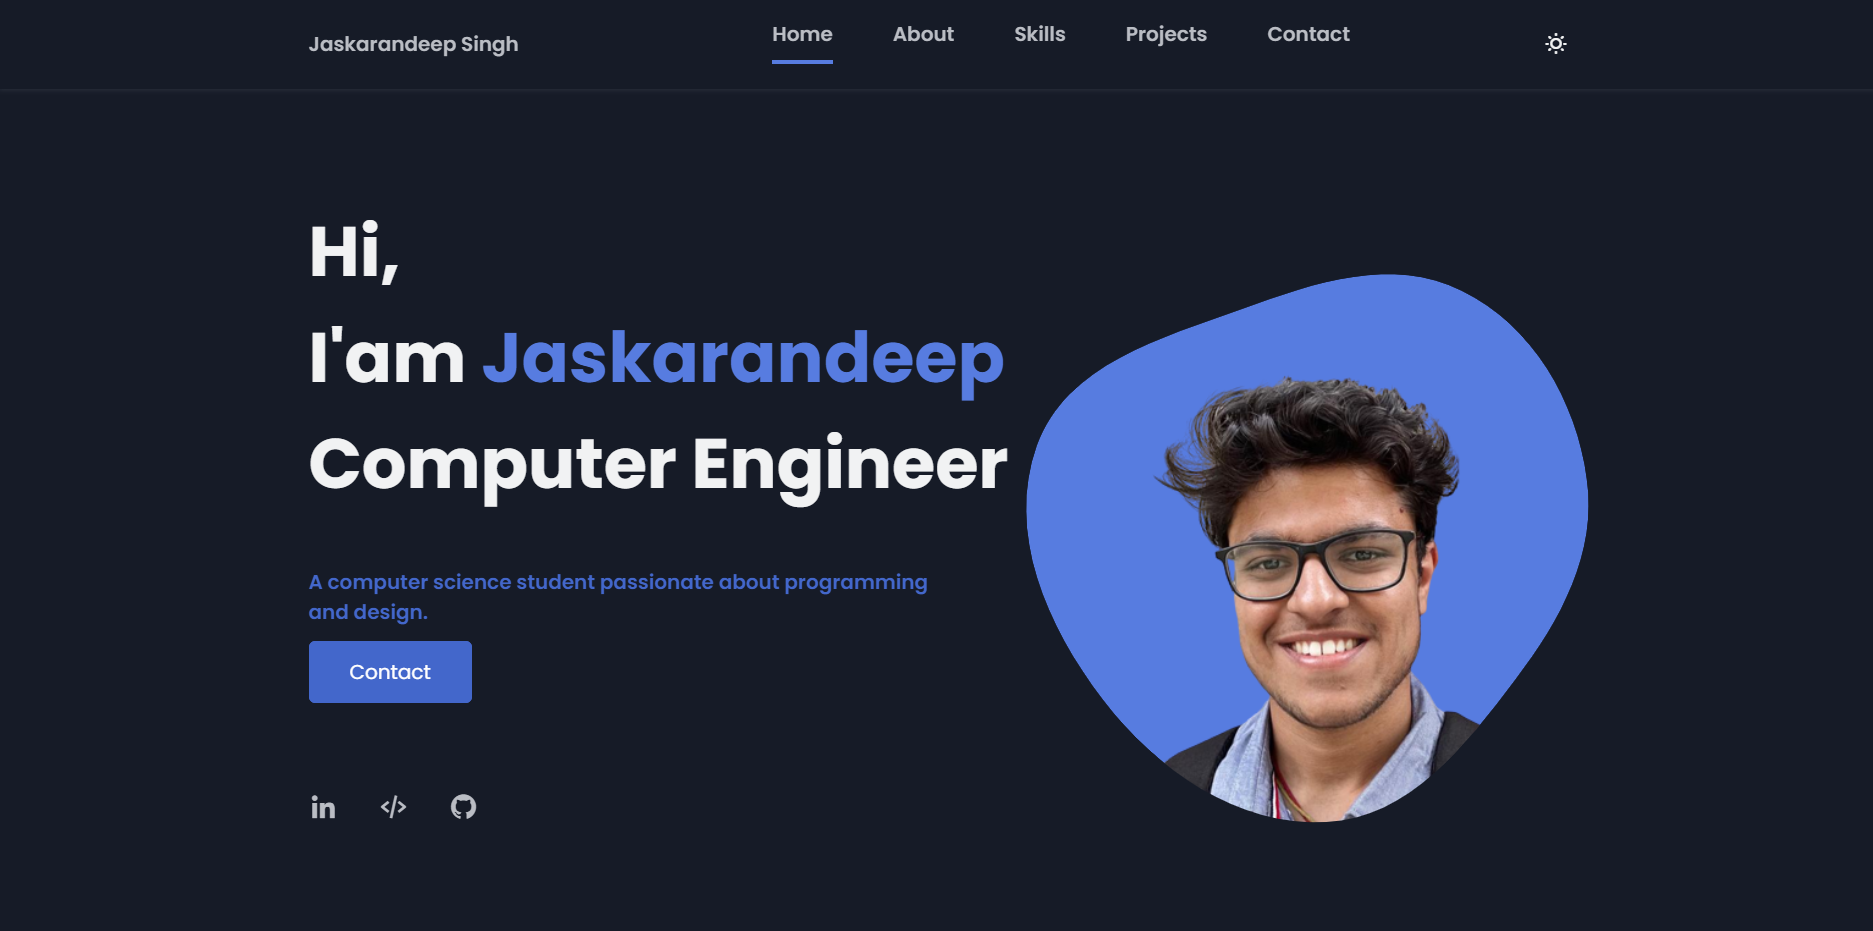 Jaskarandeep Singh
Home About Skills Projects Contact
Hi,
I'am Jaskarandeep
Computer Engineer
A computer science student passionate about programming
and design.
Contact